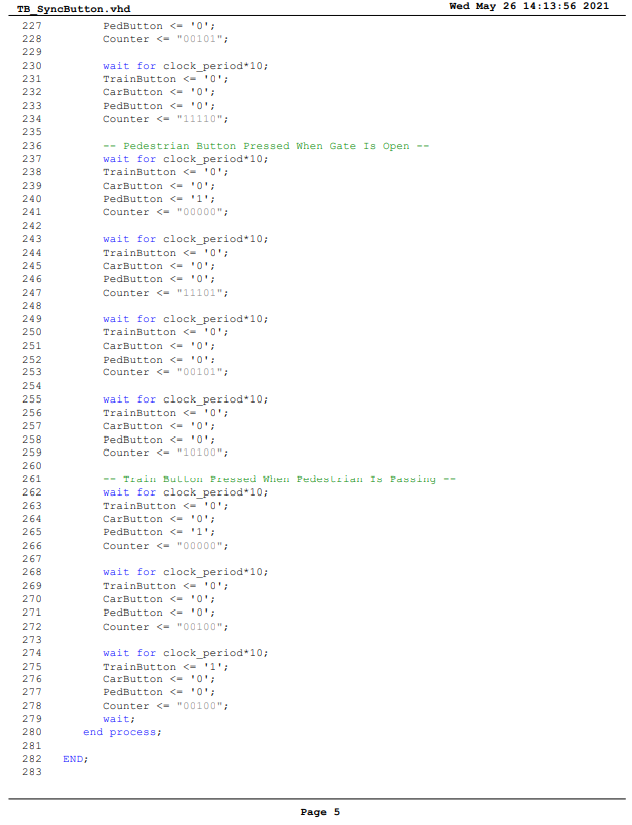 TB_SyncButton.vhd Wed May 26 14:13:56 2021
227 PedButton <= '0';
228 Counter <= "00101";
229
230 wait for clock_period*10;
231 TrainButton <= '0';
232 CarButton <= '0';
233 PedButton <= '0';
234 Counter <= "11110";
235
236 -- Pedestrian Button Pressed When Gate Is Open --
237 wait for clock_period*10;
238 TrainButton <= '0';
239 CarButton <= '0';
240 PedButton <= '1';
241 Counter <= "00000";
242
243 wait for clock_period*10;
244 TrainButton <= '0';
245 CarButton <= '0';
246 PedButton <= '0';
247 Counter <= "11101";
248
249 wait for clock_period*10;
250 TrainButton <= '0';
251 CarButton <= '0';
252 PedButton <= '0';
253 Counter <= "00101";
254
255 wait for clock_period*10;
256 TrainButton <= '0';
257 CarButton <= '0';
258 PedButton <= '0';
259 Counter <= "10100";
260
261 -- Train Button Pressed When Pedestrian Is Passing --
262 wait for clock_period*10;
263 TrainButton <= '0';
264 CarButton <= '0';
265 PedButton <= '1';
266 Counter <= "00000";
267
268 wait for clock_period*10;
269 TrainButton <= '0';
270 CarButton <= '0';
271 PedButton <= '0';
272 Counter <= "00100";
273
274 wait for clock_period*10;
275 TrainButton <= '1';
276 CarButton <= '0';
277 PedButton <= '0';
278 Counter <= "00100";
279 wait;
280 end process;
281
282 END;
283
Page 5